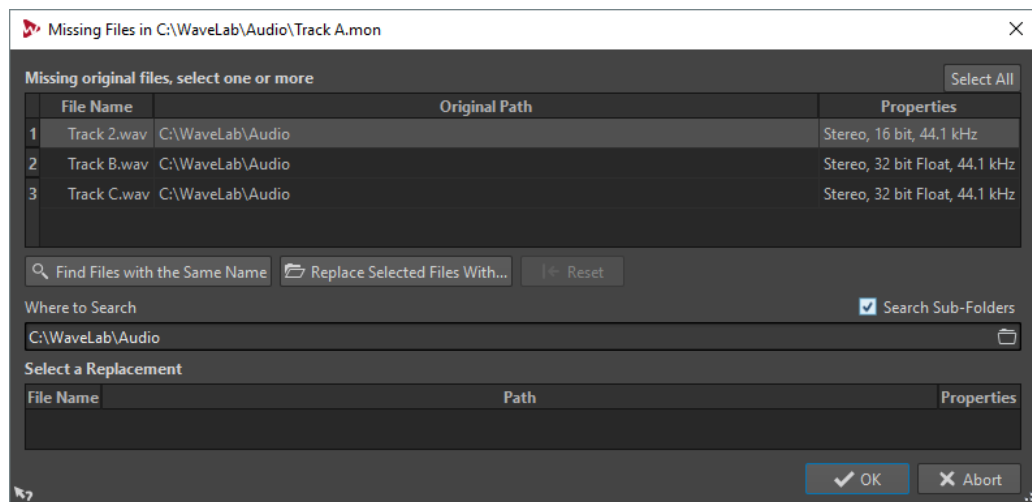 Missing Files in C:\WaveLab\Audio\Track A.mon
Missing original files, select one or more Select All
File Name Original Path Properties
1 Track 2.wav C:\WaveLab\Audio Stereo, 16 bit, 44.1 kHz
2 Track B.wav C:\WaveLab\Audio Stereo, 32 bit Float, 44.1 kHz
3 Track C.wav C:\WaveLab\Audio Stereo, 32 bit Float, 44.1 kHz
Find Files with the Same Name Replace Selected Files With... Reset
Where to Search Search Sub-Folders
C:\WaveLab\Audio
Select a Replacement
File Name Path Properties
OK Abort